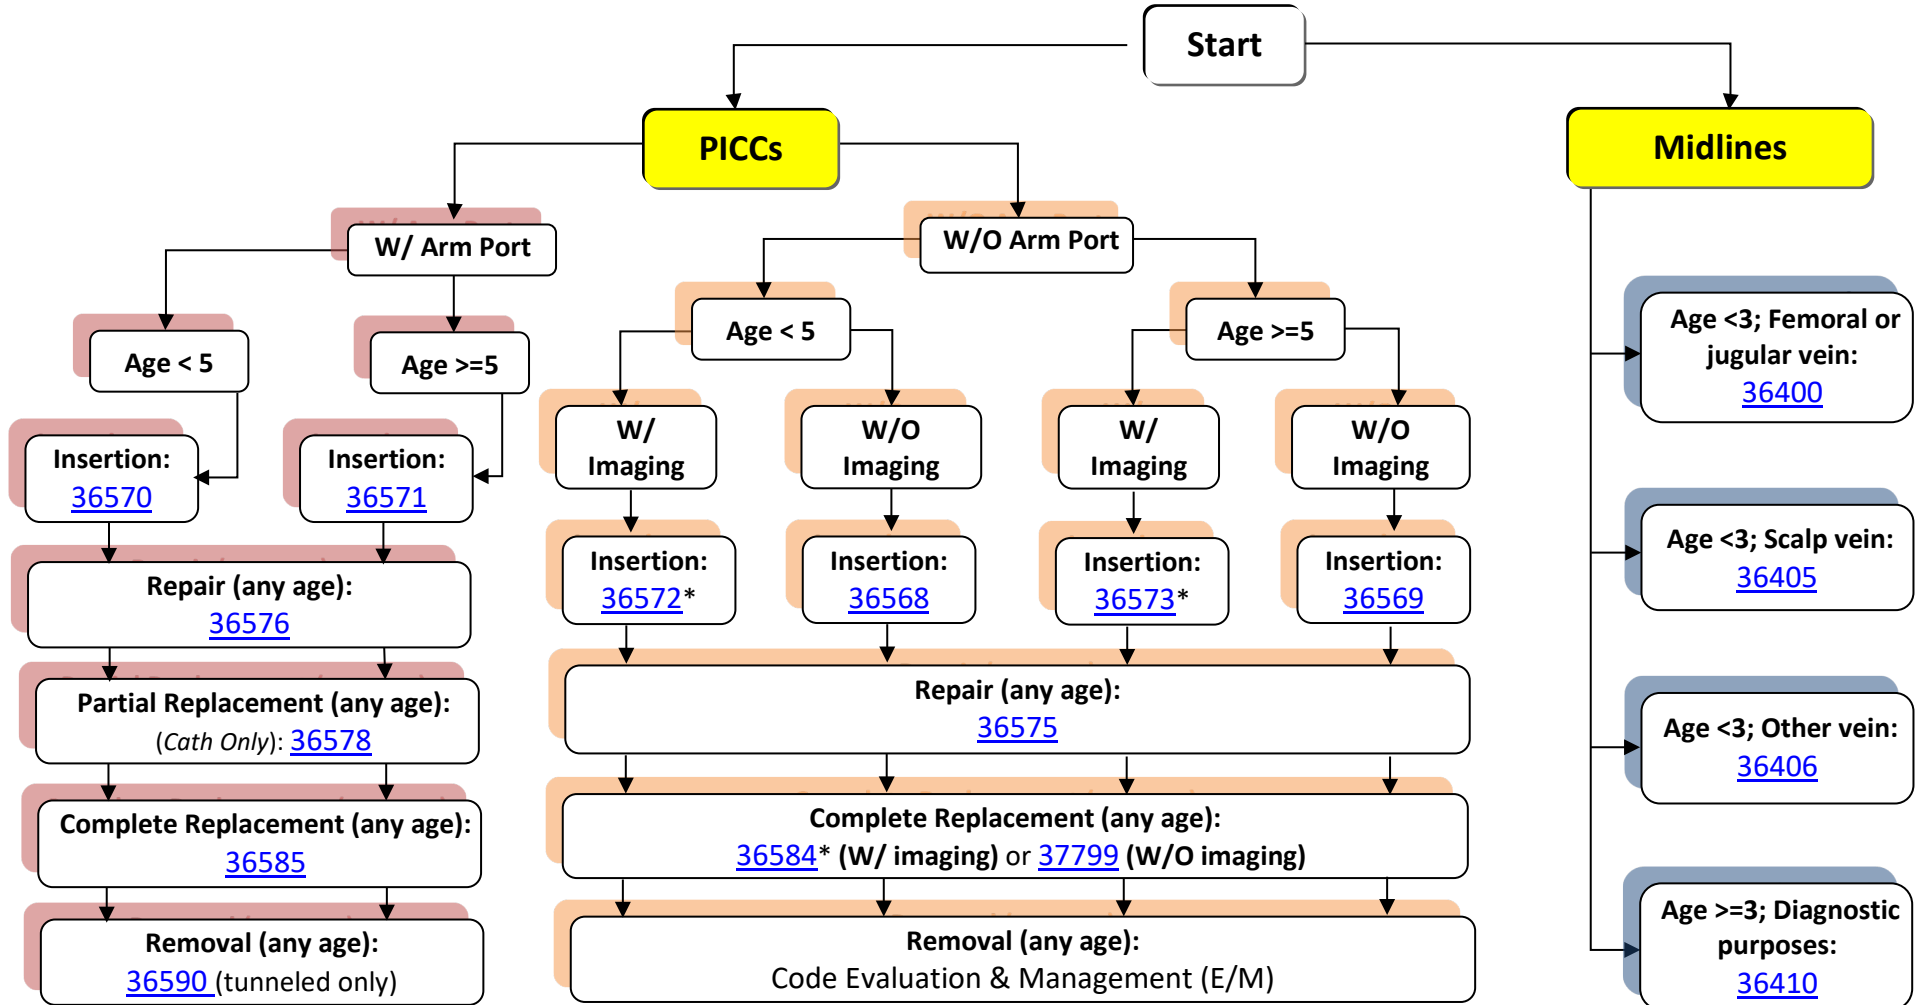 Start
PICCs
Midlines
W/ Arm Port
W/O Arm Port
Age < 5
Age >=5
Age < 5
Age >=5
Insertion:
36570
Insertion:
36571
W/
Imaging
W/O
Imaging
W/
Imaging
W/O
Imaging
Insertion:
36572*
Insertion:
36568
Insertion:
36573*
Insertion:
36569
Repair (any age):
36576
Partial Replacement (any age):
(Cath Only): 36578
Complete Replacement (any age):
36585
Removal (any age):
36590 (tunneled only)
Repair (any age):
36575
Complete Replacement (any age):
36584* (W/ imaging) or 37799 (W/O imaging)
Removal (any age):
Code Evaluation & Management (E/M)
Age <3; Femoral or
jugular vein:
36400
Age <3; Scalp vein:
36405
Age <3; Other vein:
36406
Age >=3; Diagnostic
purposes:
36410